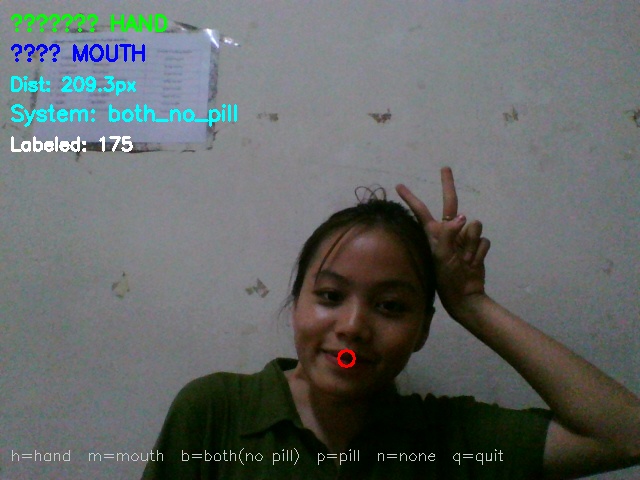 ??????? HAND
???? MOUTH
Dist: 209.3px
System: both_no_pill
Labeled: 175
h=hand m=mouth b=both(no pill) p=pill n=none q=quit